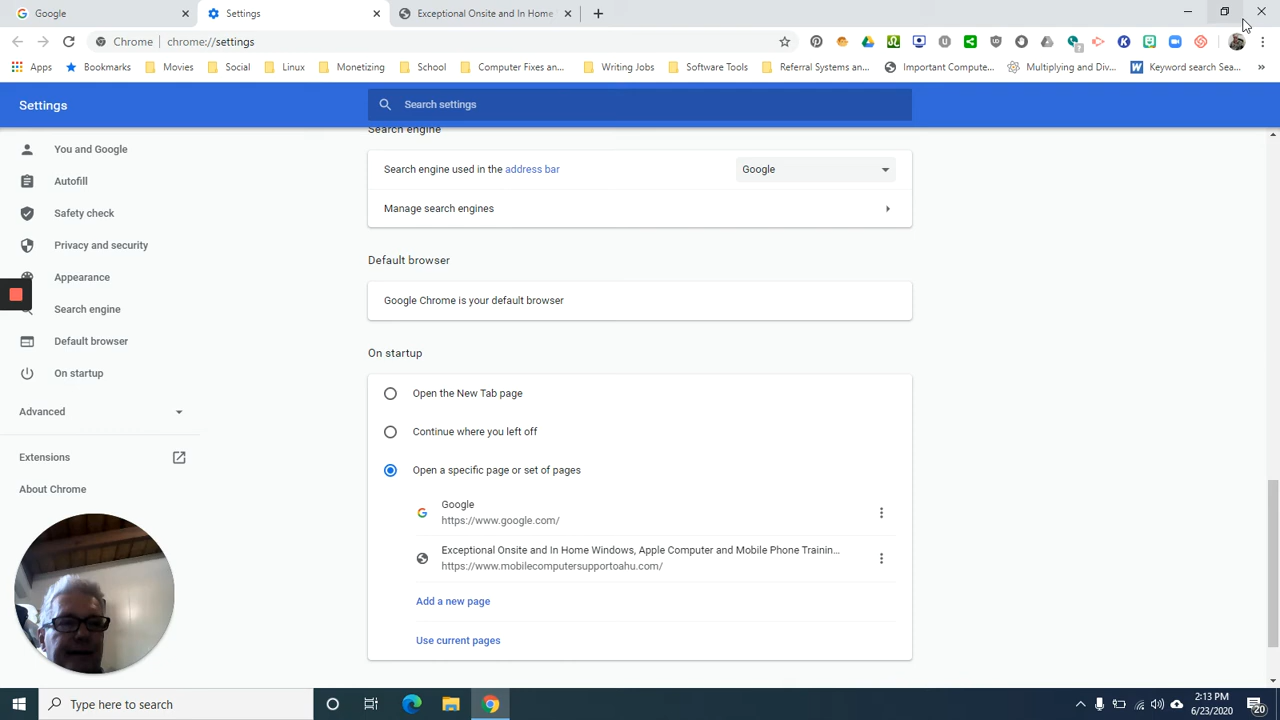 Google
Settings
Exceptional Onsite and In Home
Chrome | chrome://settings
Apps
Bookmarks
Movies
Social
Linux
Monetizing
School
Computer Fixes an...
Writing Jobs
Software Tools
Referral Systems an...
Important Compute...
Multiplying and Div...
Keyword search Sea...
Settings
Search settings
You and Google
Autofill
Safety check
Privacy and security
Appearance
Search engine
Default browser
On startup
Advanced
Extensions
About Chrome
Search engine
Search engine used in the address bar
Google
Manage search engines
Default browser
Google Chrome is your default browser
On startup
Open the New Tab page
Continue where you left off
Open a specific page or set of pages
Google
https://www.google.com/
Exceptional Onsite and In Home Windows, Apple Computer and Mobile Phone Trainin...
https://www.mobilecomputersupportoahu.com/
Add a new page
Use current pages
Type here to search
2:13 PM
6/23/2020
20